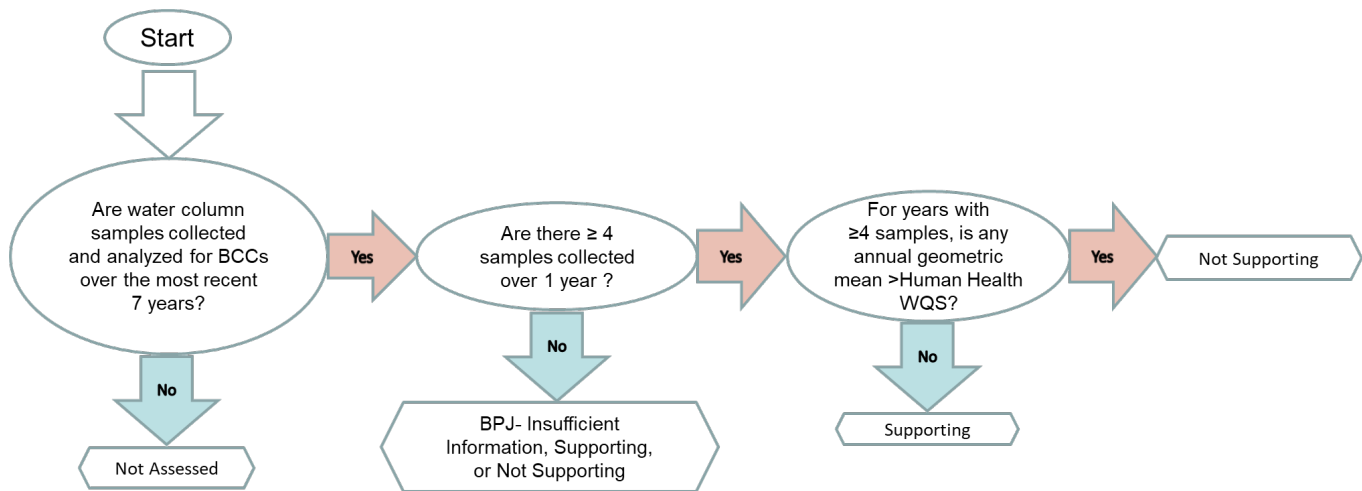 Start
Are water column
samples collected
and analyzed for BCCs
over the most recent
7 years?
Yes
Are there ≥ 4
samples collected
over 1 year ?
Yes
For years with
≥4 samples, is any
annual geometric
mean >Human Health
WQS?
Yes
Not Supporting
No
Not Assessed
No
BPJ- Insufficient
Information, Supporting,
or Not Supporting
No
Supporting